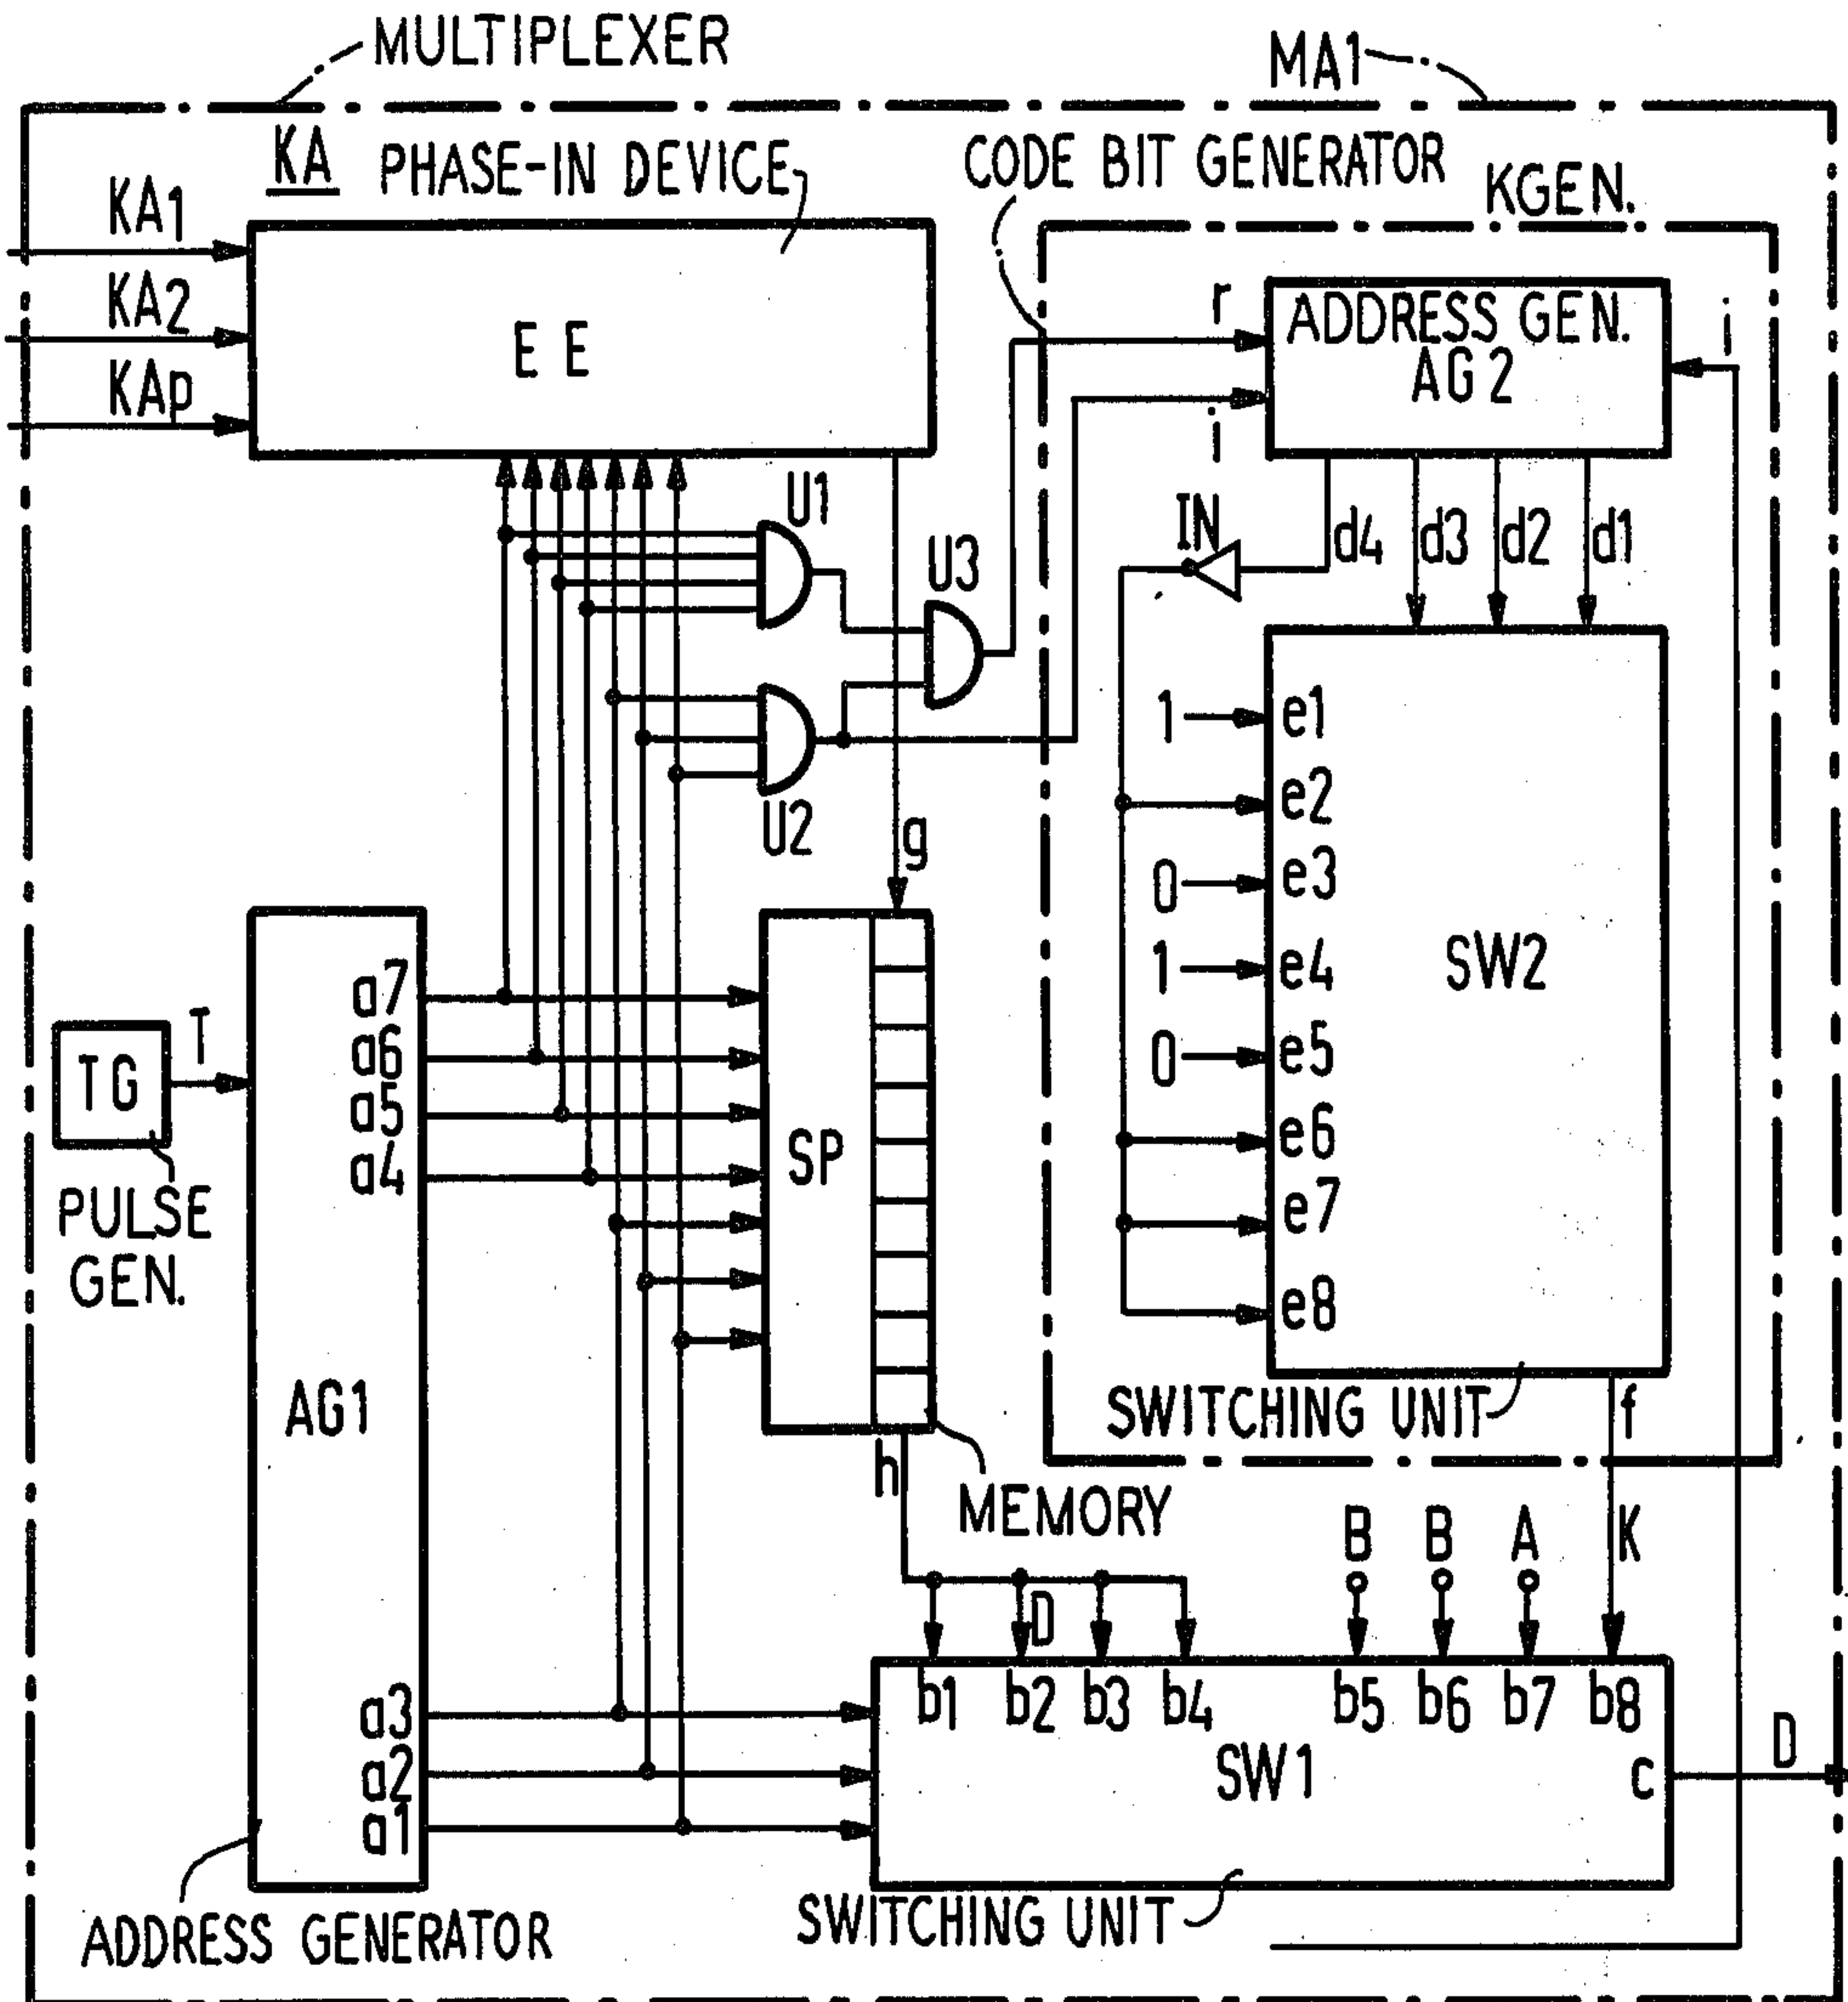 MULTIPLEXER
MA1
KA PHASE-IN DEVICE
CODE BIT GENERATOR
KGEN.
KA1
KA2
KAp
E E
r
ADDRESS GEN.
AG2
i
j
U1
U3
U2
g
IN
d4
d3
d2
d1
1
e1
e2
0
e3
1
e4
0
e5
e6
e7
e8
SW2
SWITCHING UNIT
f
TG
T
PULSE
GEN.
a7
a6
a5
a4
AG1
a3
a2
a1
ADDRESS GENERATOR
SP
h
MEMORY
D
B
B
A
K
b1
b2
b3
b4
b5
b6
b7
b8
SW1
c
D
SWITCHING UNIT